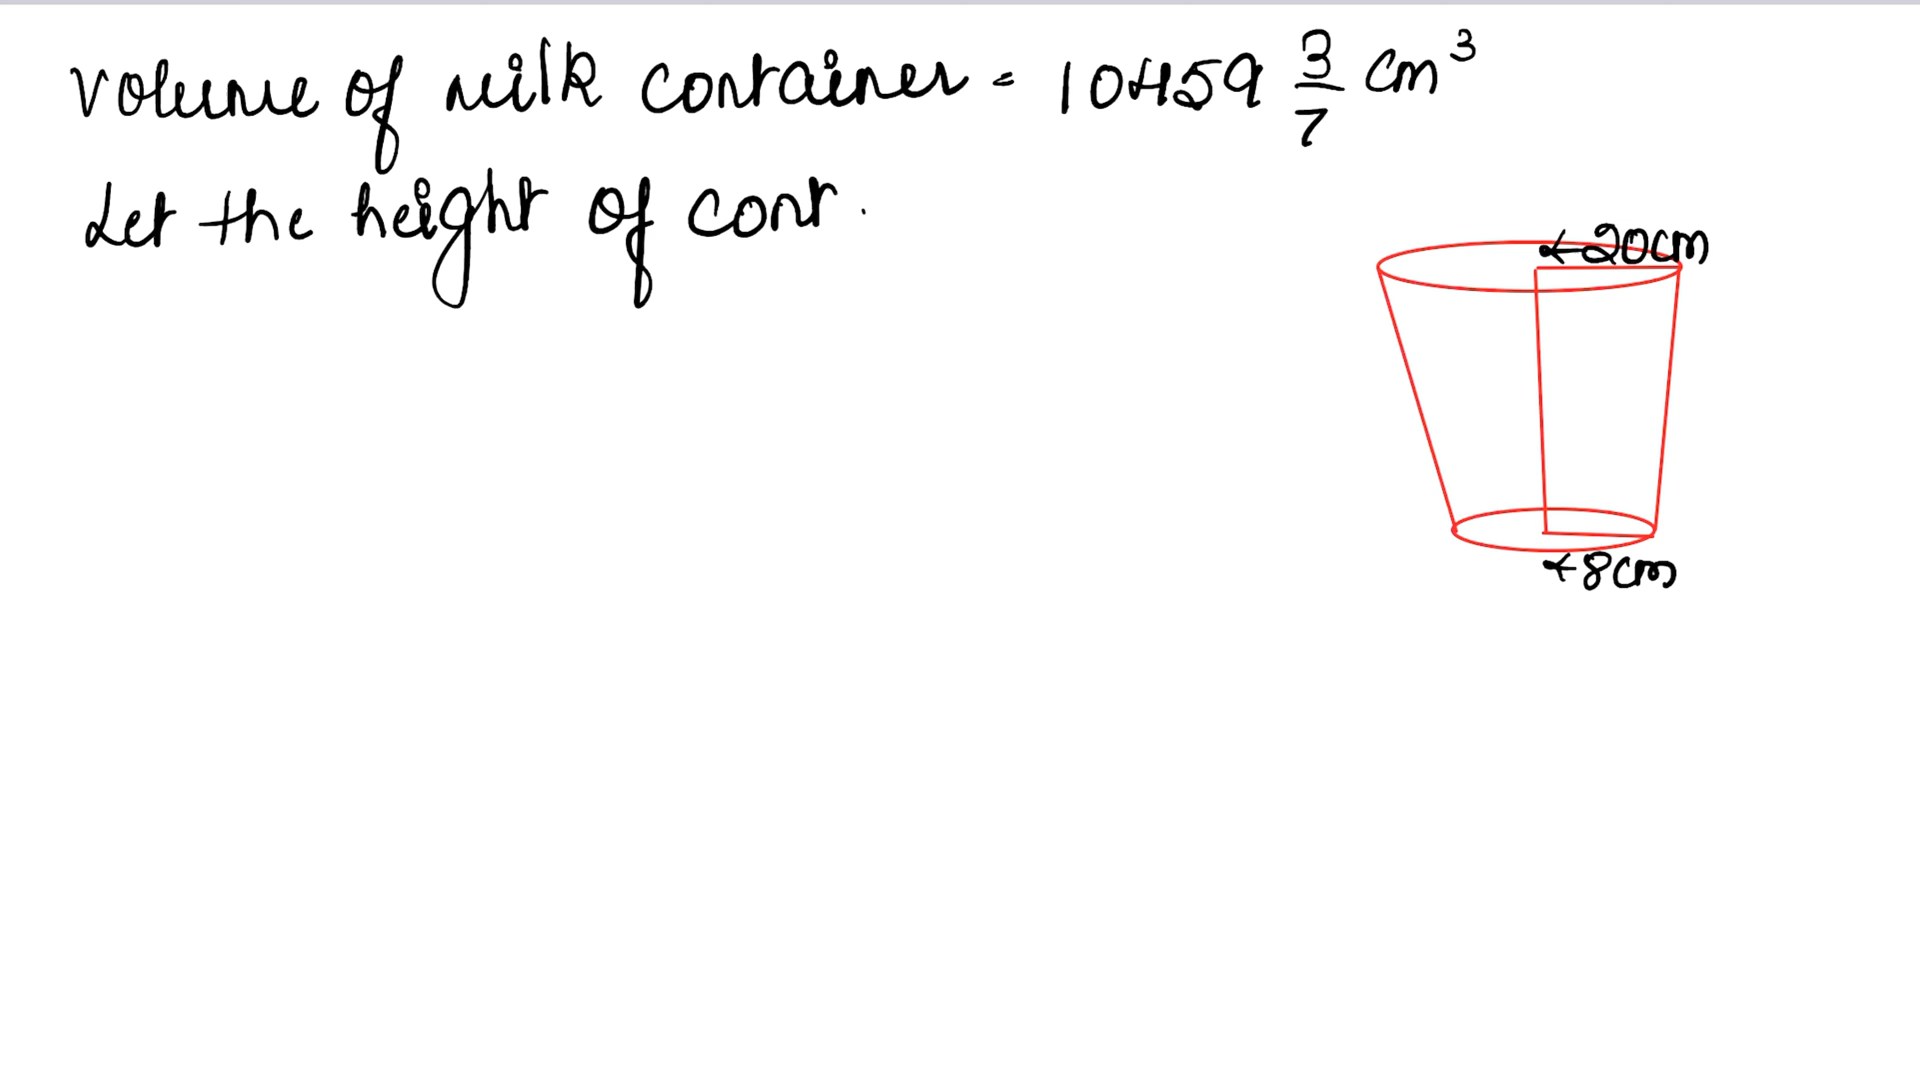 Volume of milk container = 10459 3/7 cm³
Let the height of cont.
←20cm
←8cm